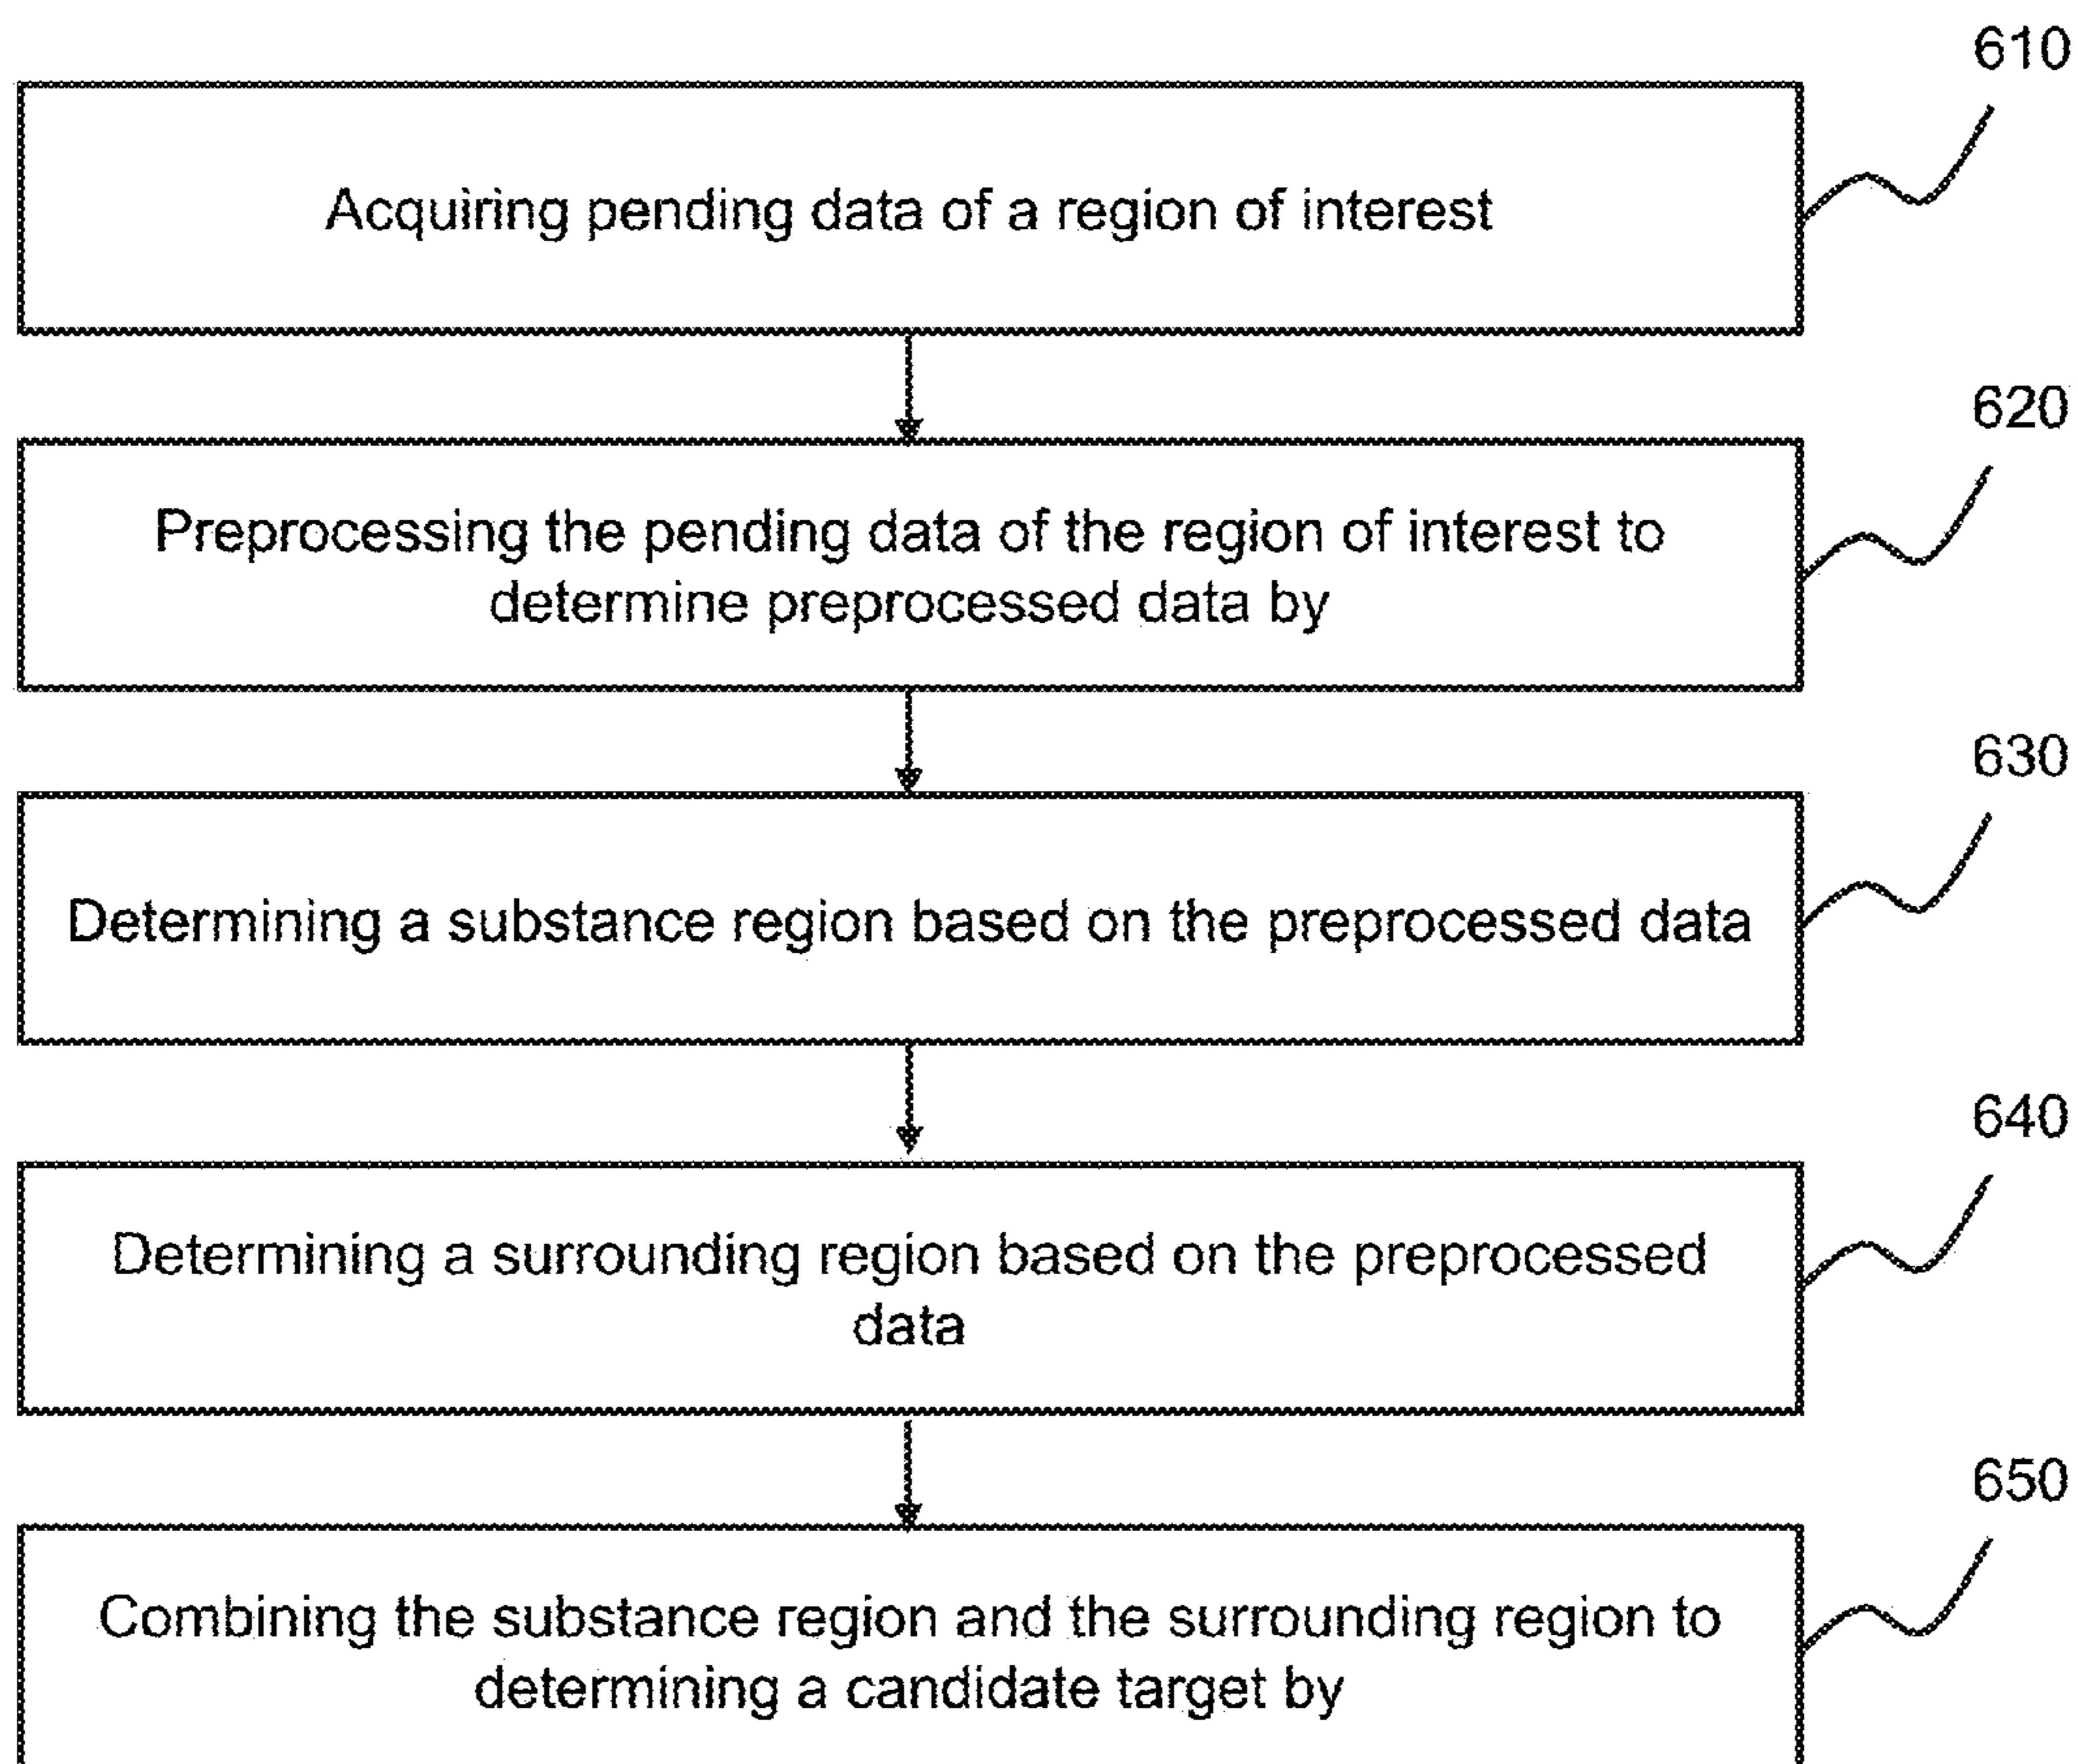 610
Acquiring pending data of a region of interest
620
Preprocessing the pending data of the region of interest to
determine preprocessed data by
630
Determining a substance region based on the preprocessed data
640
Determining a surrounding region based on the preprocessed
data
650
Combining the substance region and the surrounding region to
determining a candidate target by